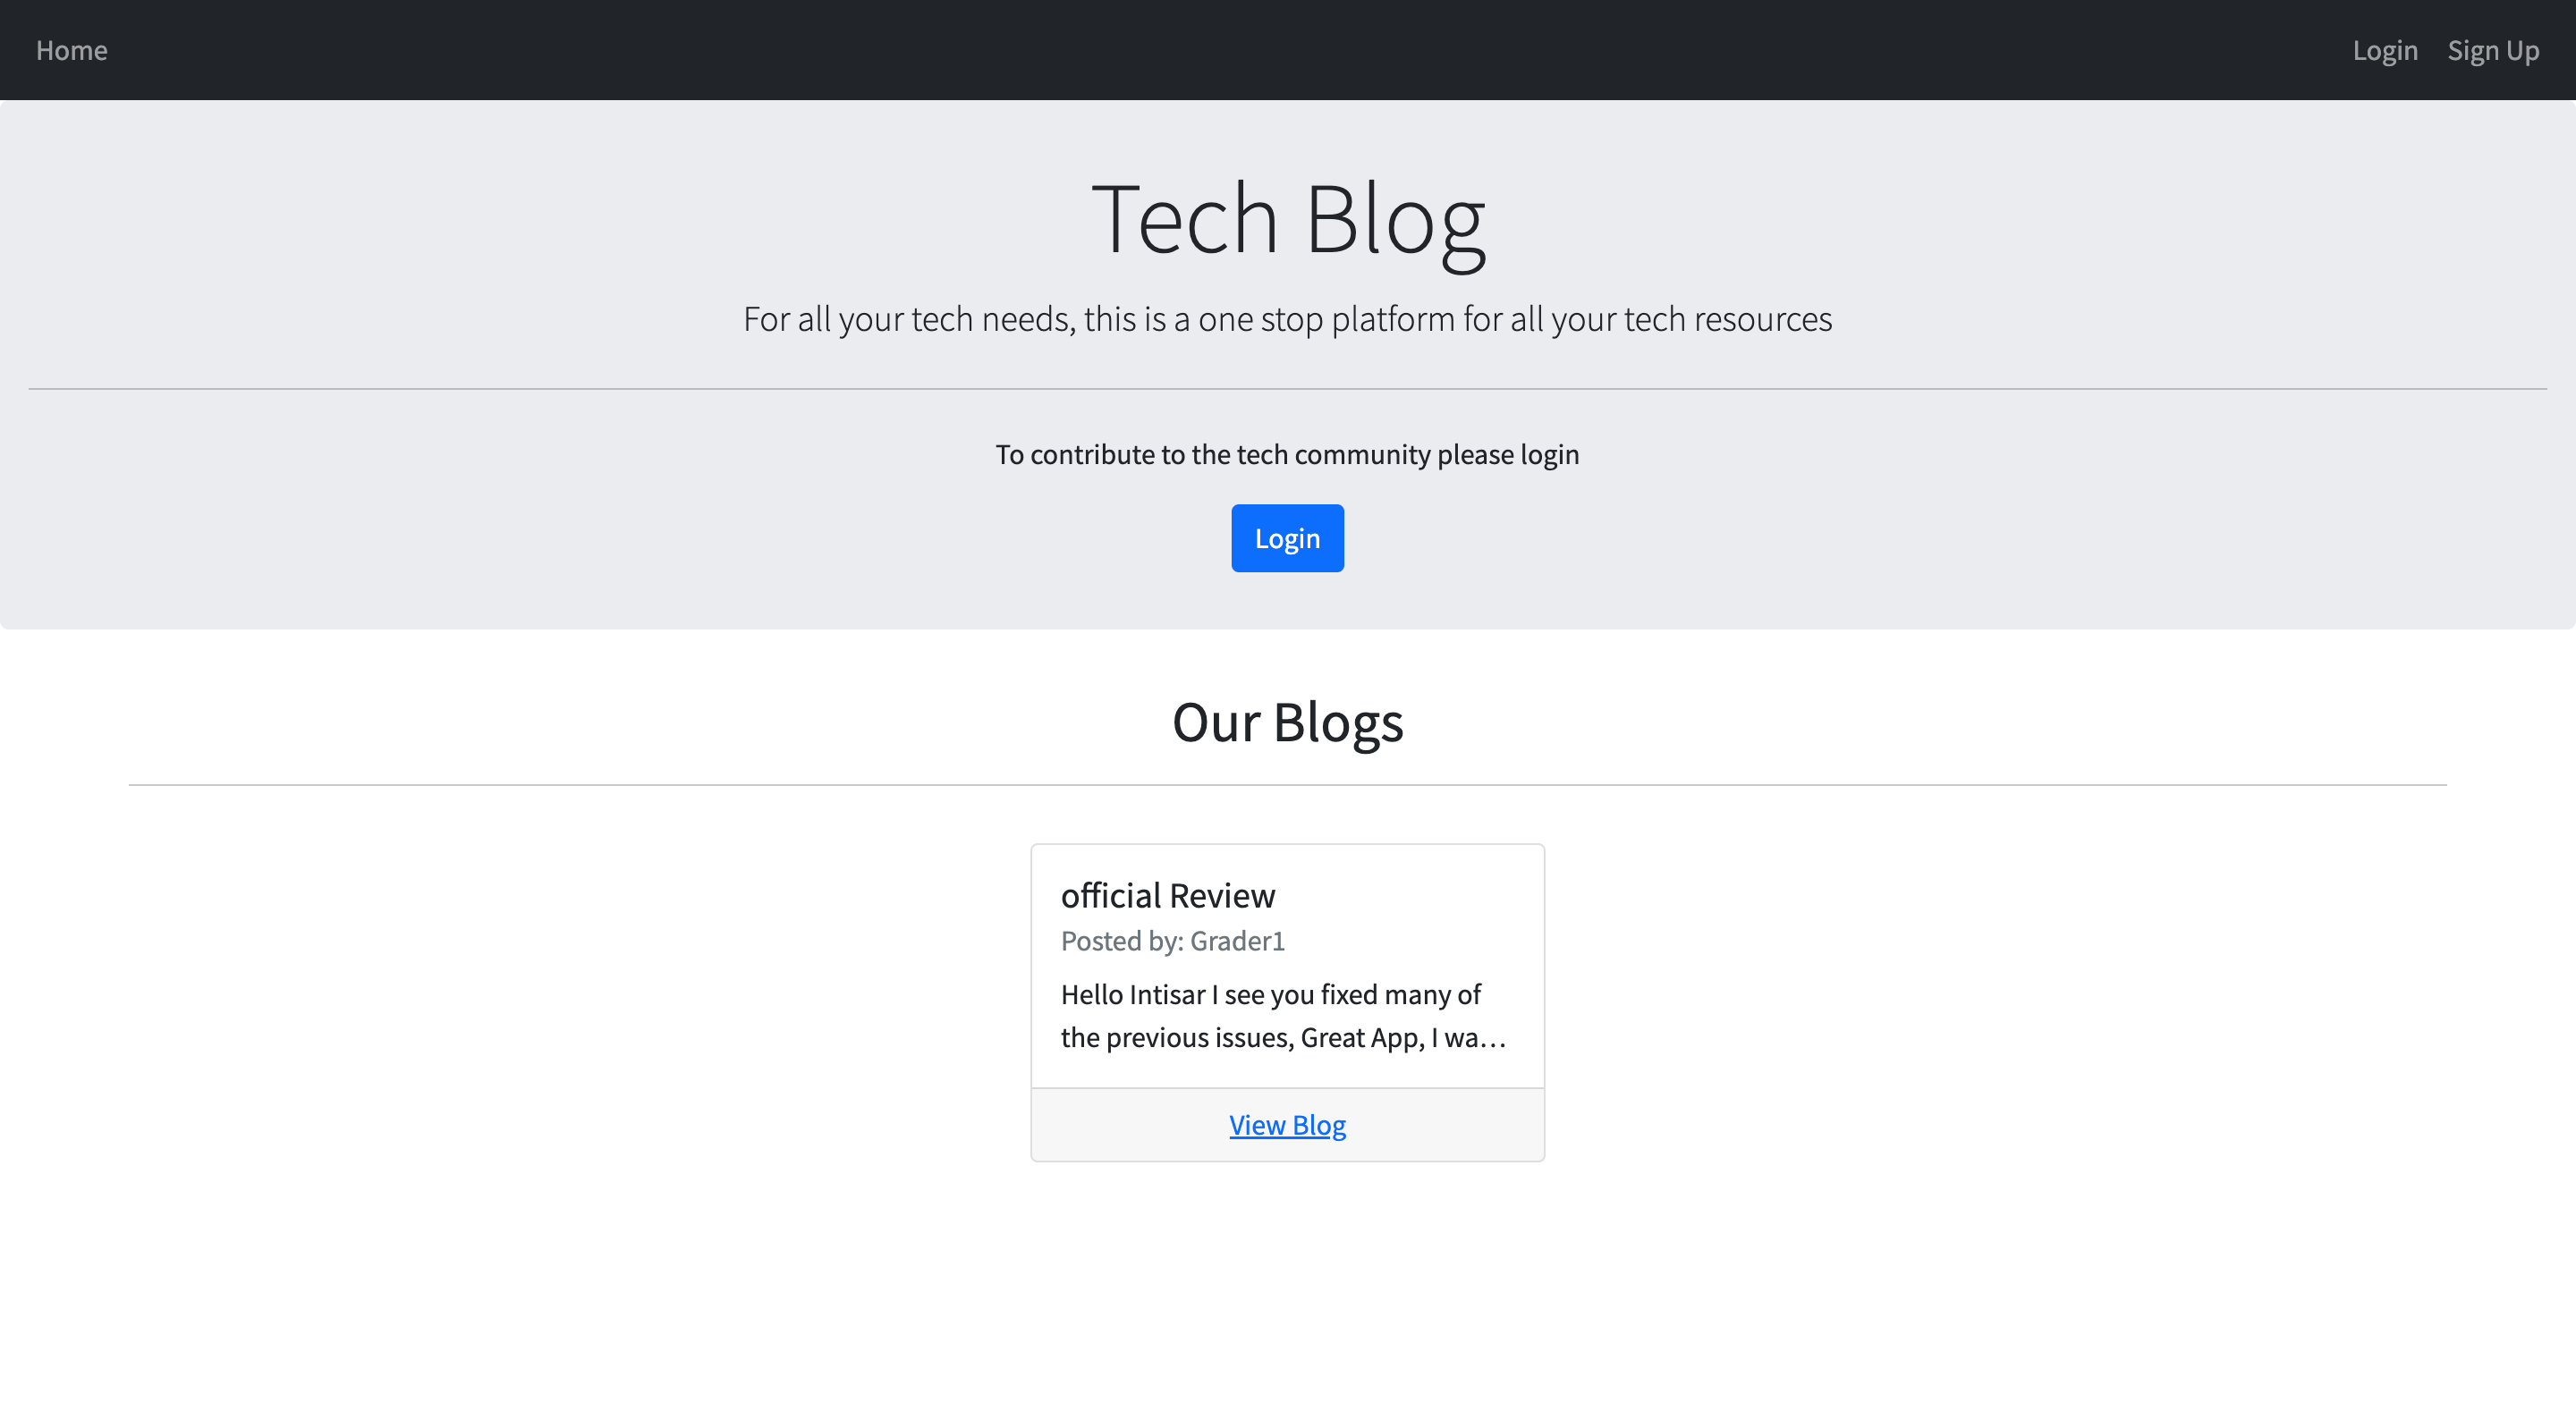 Home
Login
Sign Up
Tech Blog
For all your tech needs, this is a one stop platform for all your tech resources
To contribute to the tech community please login
Login
Our Blogs
official Review
Posted by: Grader1
Hello Intisar I see you fixed many of
the previous issues, Great App, I wa...
View Blog